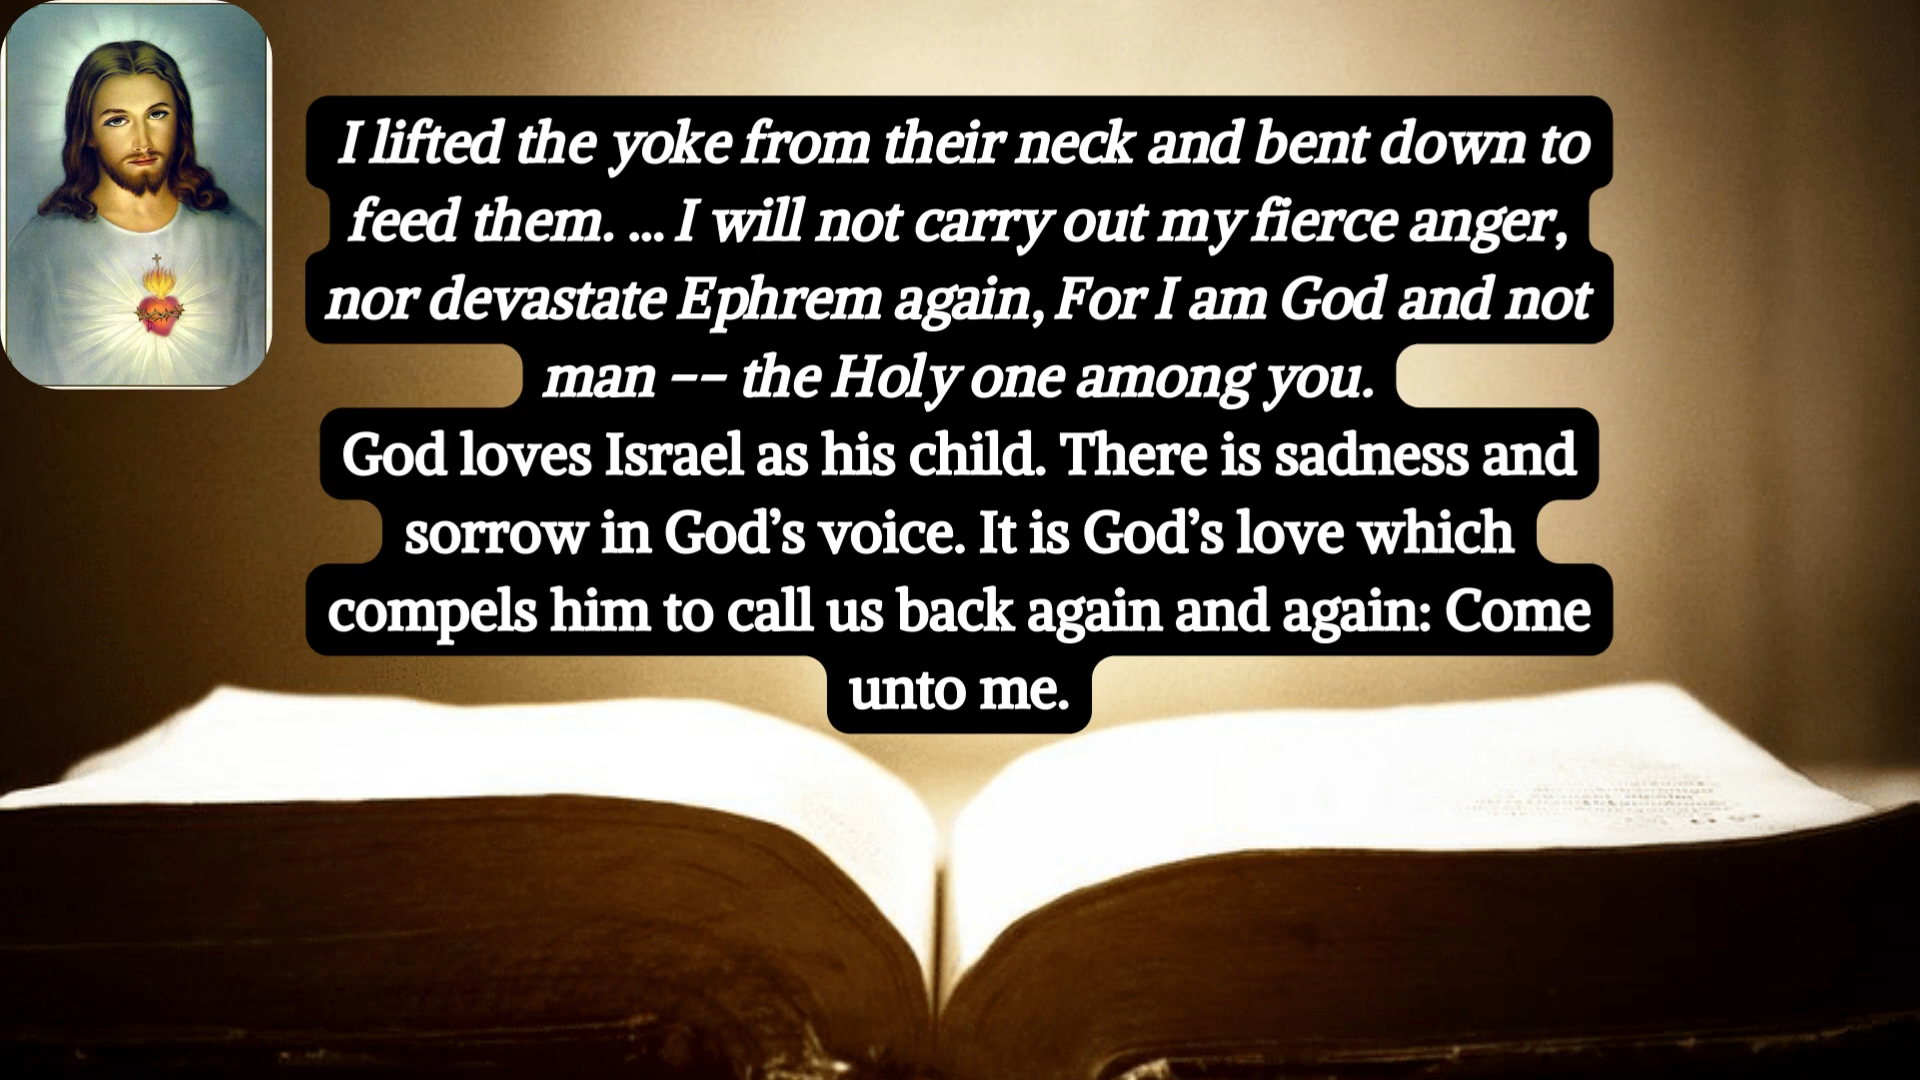 I lifted the yoke from their neck and bent down to
feed them. ... I will not carry out my fierce anger,
nor devastate Ephrem again, For I am God and not
man -- the Holy one among you.
God loves Israel as his child. There is sadness and
sorrow in God’s voice. It is God’s love which
compels him to call us back again and again: Come
unto me.